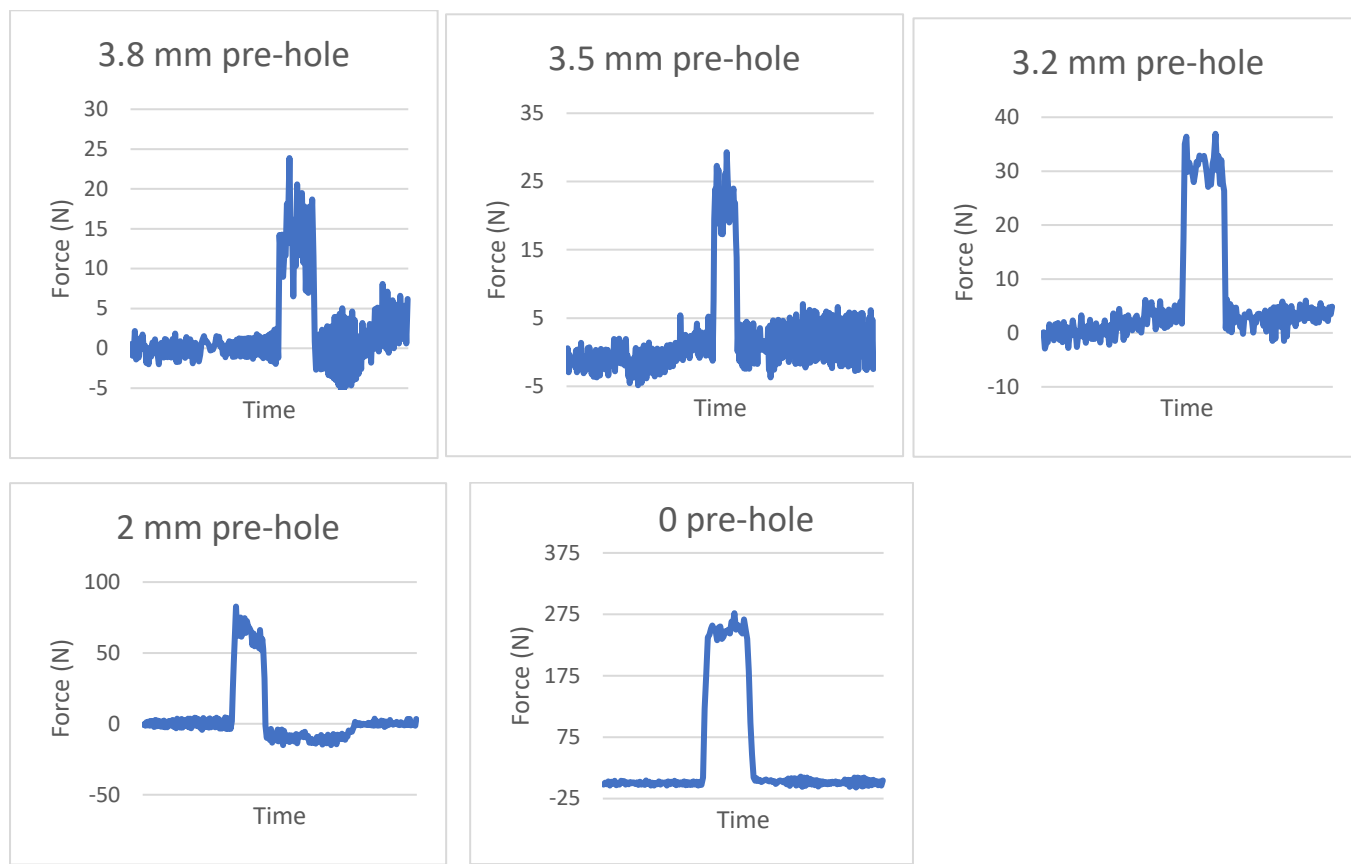 3.8 mm pre-hole
30
25
20
15
10
5
0
-5
Force (N)
Time
3.5 mm pre-hole
35
25
15
5
-5
Force (N)
Time
3.2 mm pre-hole
40
30
20
10
0
-10
Force (N)
Time
2 mm pre-hole
100
50
0
-50
Force (N)
Time
0 pre-hole
375
275
175
75
-25
Force (N)
Time